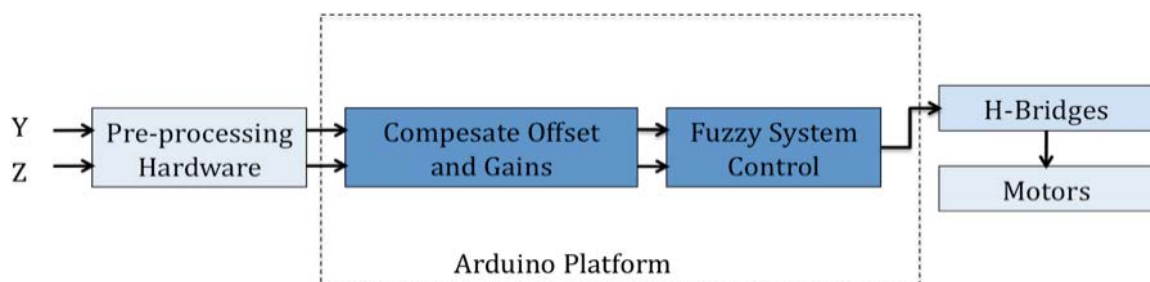 Y
Z
Pre-processing
Hardware
Compesate Offset
and Gains
Fuzzy System
Control
H-Bridges
Motors
Arduino Platform